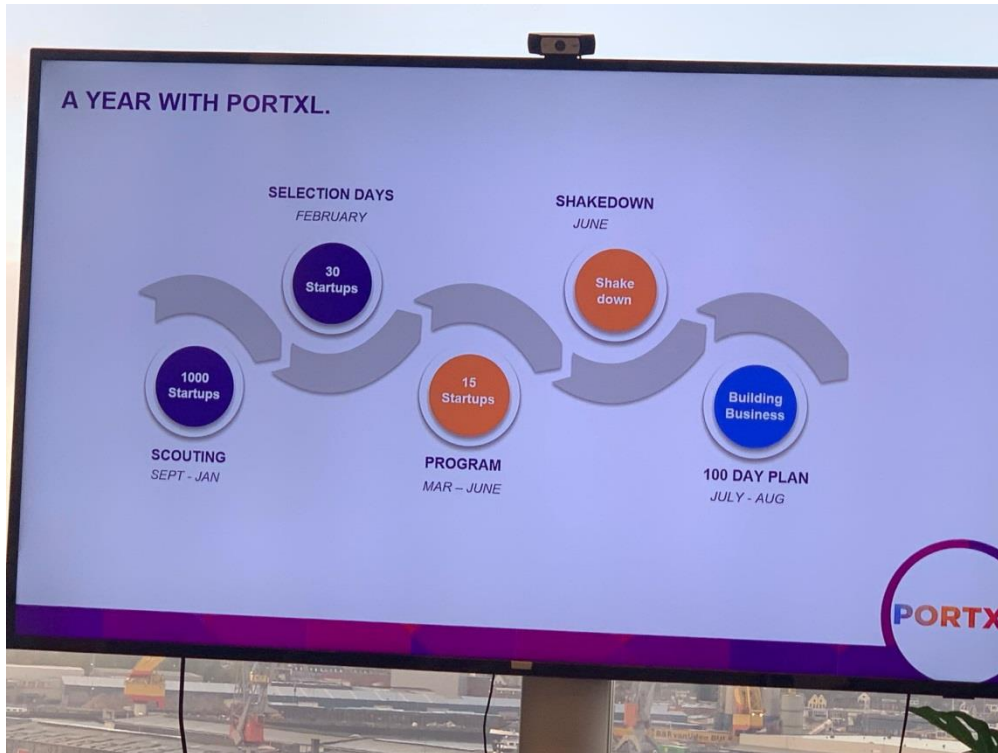 A YEAR WITH PORTXL.
SELECTION DAYS
FEBRUARY
30
Startups
SHAKEDOWN
JUNE
Shake
down
1000
Startups
SCOUTING
SEPT - JAN
15
Startups
PROGRAM
MAR – JUNE
Building
Business
100 DAY PLAN
JULY - AUG
PORTX